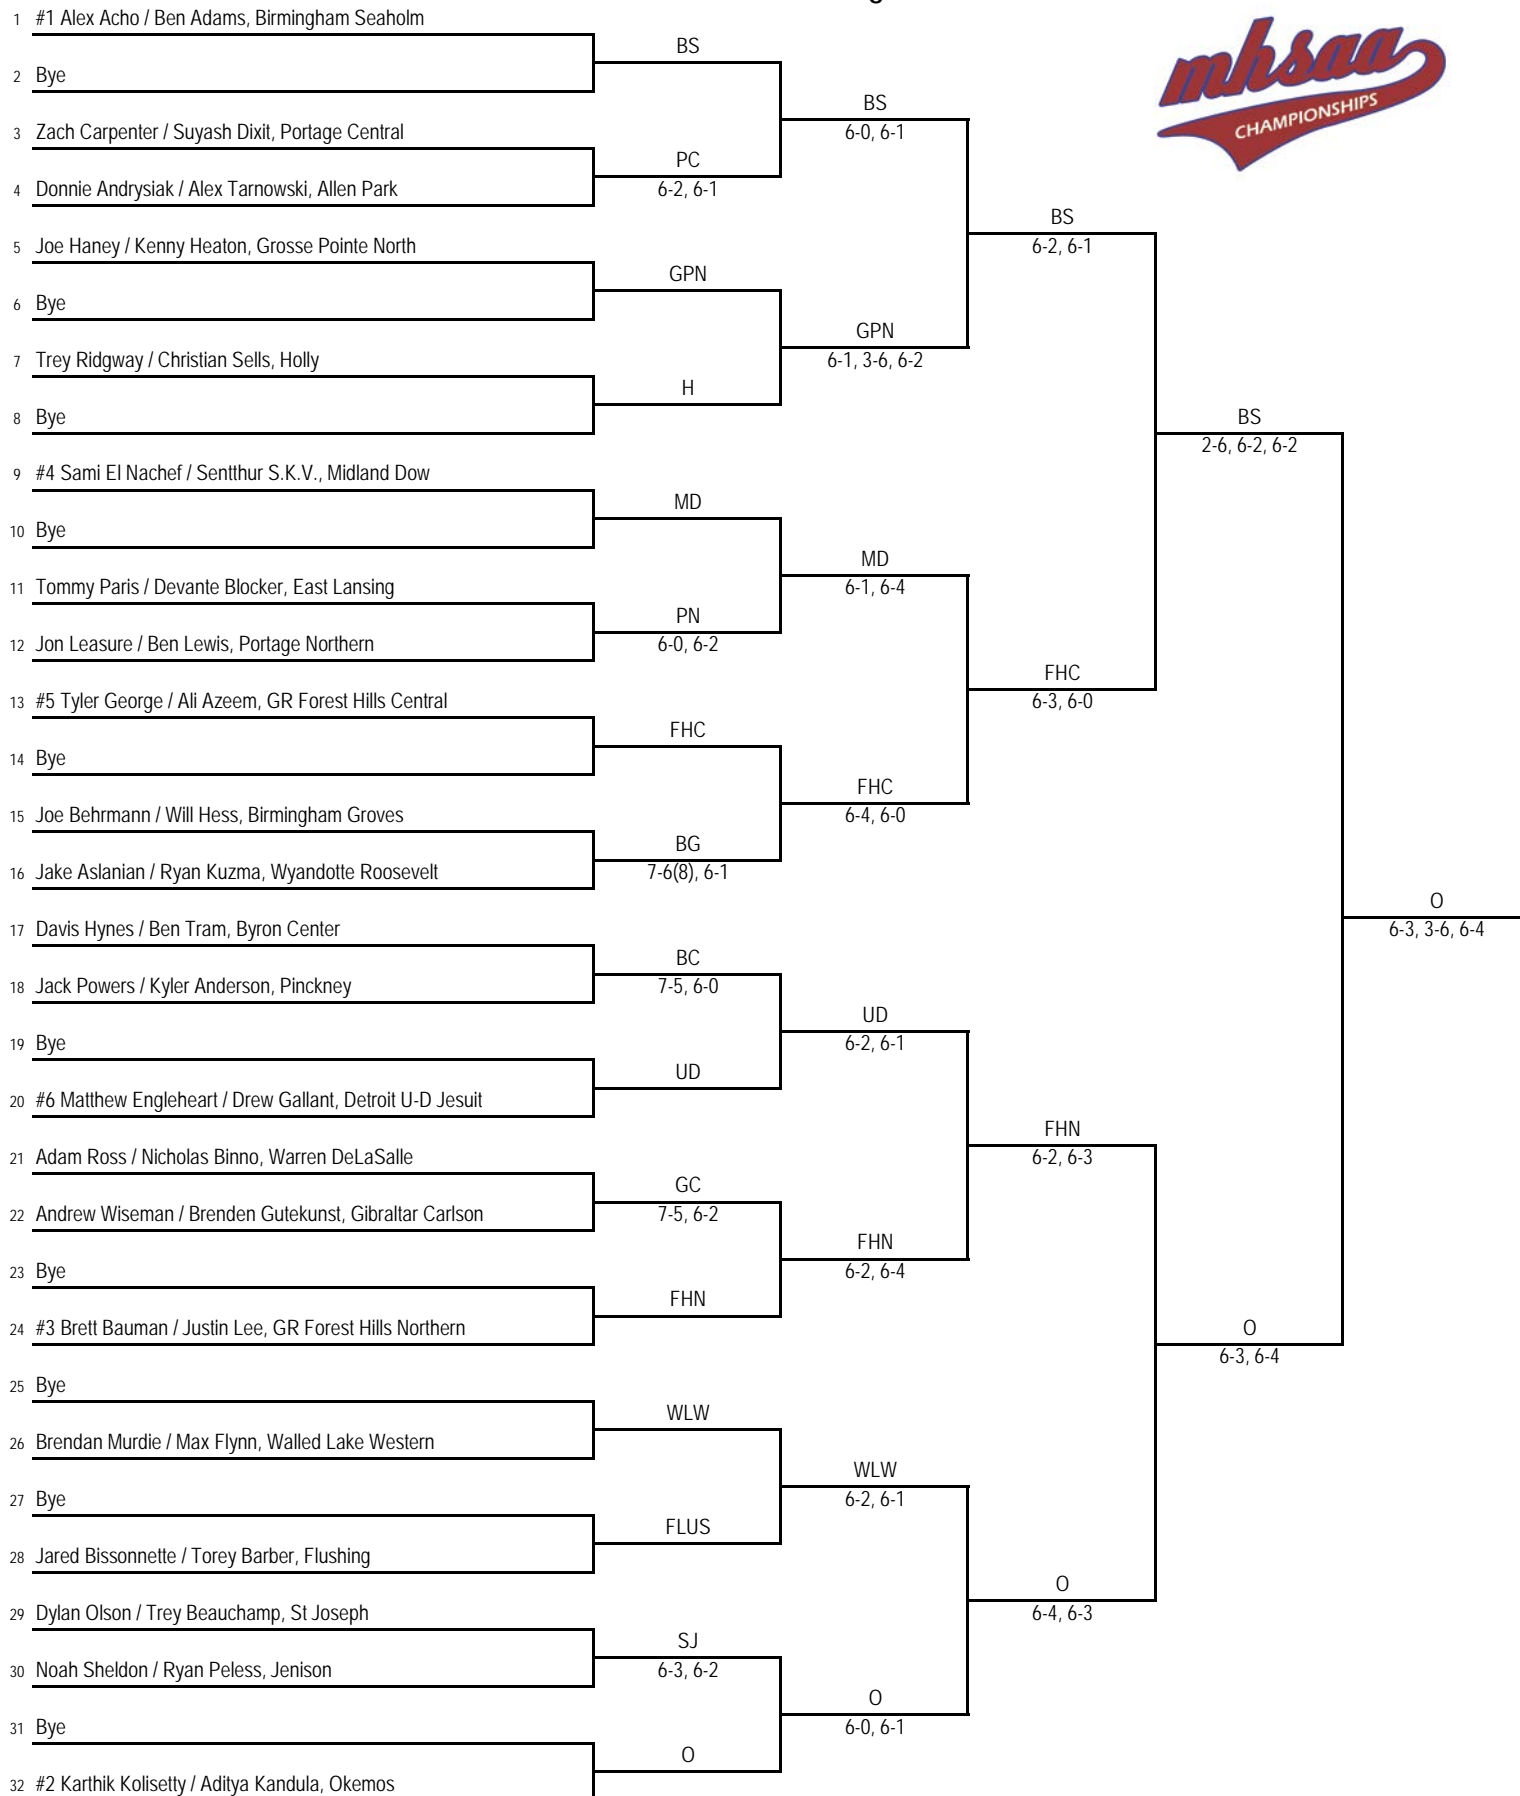 1 #1 Alex Acho / Ben Adams, Birmingham Seaholm
2 Bye
3 Zach Carpenter / Suyash Dixit, Portage Central
4 Donnie Andrysiak / Alex Tarnowski, Allen Park
5 Joe Haney / Kenny Heaton, Grosse Pointe North
6 Bye
7 Trey Ridgway / Christian Sells, Holly
8 Bye
9 #4 Sami El Nachef / Sentthur S.K.V., Midland Dow
10 Bye
11 Tommy Paris / Devante Blocker, East Lansing
12 Jon Leasure / Ben Lewis, Portage Northern
13 #5 Tyler George / Ali Azeem, GR Forest Hills Central
14 Bye
15 Joe Behrmann / Will Hess, Birmingham Groves
16 Jake Aslanian / Ryan Kuzma, Wyandotte Roosevelt
17 Davis Hynes / Ben Tram, Byron Center
18 Jack Powers / Kyler Anderson, Pinckney
19 Bye
20 #6 Matthew Engleheart / Drew Gallant, Detroit U-D Jesuit
21 Adam Ross / Nicholas Binno, Warren DeLaSalle
22 Andrew Wiseman / Brenden Gutekunst, Gibraltar Carlson
23 Bye
24 #3 Brett Bauman / Justin Lee, GR Forest Hills Northern
25 Bye
26 Brendan Murdie / Max Flynn, Walled Lake Western
27 Bye
28 Jared Bissonnette / Torey Barber, Flushing
29 Dylan Olson / Trey Beauchamp, St Joseph
30 Noah Sheldon / Ryan Peless, Jenison
31 Bye
32 #2 Karthik Kolisetty / Aditya Kandula, Okemos
BS
PC
6-2, 6-1
GPN
H
MD
PN
6-0, 6-2
FHC
BG
7-6(8), 6-1
BC
7-5, 6-0
UD
GC
7-5, 6-2
FHN
WLW
FLUS
SJ
6-3, 6-2
O
BS
6-0, 6-1
GPN
6-1, 3-6, 6-2
MD
6-1, 6-4
FHC
6-4, 6-0
UD
6-2, 6-1
FHN
6-2, 6-4
WLW
6-2, 6-1
O
6-0, 6-1
BS
6-2, 6-1
FHC
6-3, 6-0
FHN
6-2, 6-3
O
6-4, 6-3
BS
2-6, 6-2, 6-2
O
6-3, 6-4
O
6-3, 3-6, 6-4
mhsaa
CHAMPIONSHIPS